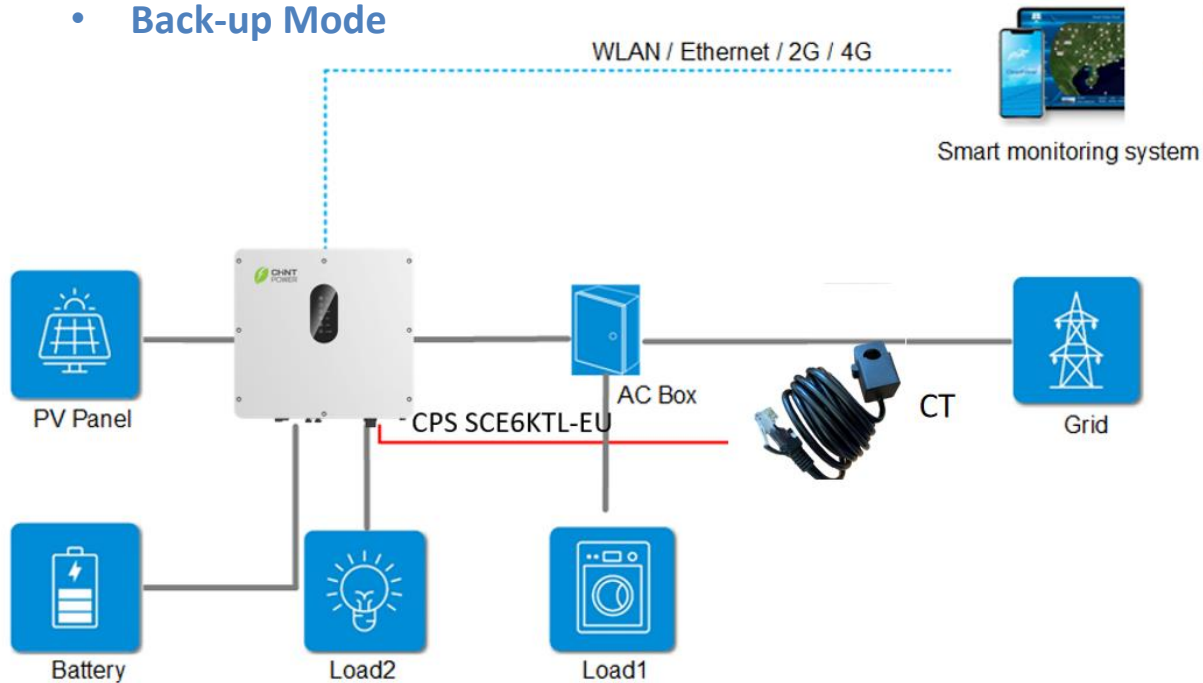 • Back-up Mode
WLAN / Ethernet / 2G / 4G
Smart monitoring system
CHNT
POWER
PV Panel
CPS SCE6KTL-EU
AC Box
CT
Grid
Battery
Load2
Load1